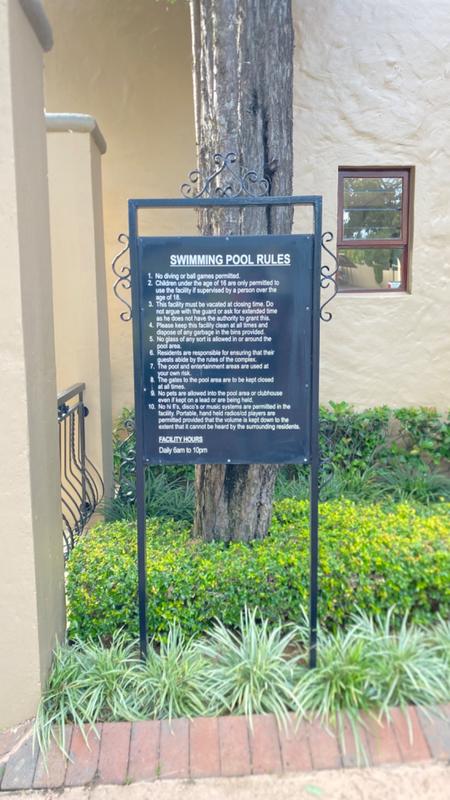 SWIMMING POOL RULES
1. No diving or ball games permitted.
2. Children under the age of 16 are only permitted to
use the facility if supervised by a person over the
age of 18.
3. This facility must be vacated at closing time. Do
not argue with the guard or ask for extended time
as he does not have the authority to grant this.
4. Please keep this facility clean at all times and
dispose of any garbage in the bins provided.
5. No glass of any sort is allowed in or around the
pool area.
6. Residents are responsible for ensuring that their
guests abide by the rules of the complex.
7. The pool and entertainment areas are used at
your own risk.
8. The gates to the pool area are to be kept closed
at all times.
9. No pets are allowed into the pool area or clubhouse
even if kept on a lead or are being held.
10. No hi fi's, disco's or music systems are permitted in the
facility. Portable, hand held radios/cd players are
permitted provided that the volume is kept down to the
extent that it cannot be heard by the surrounding residents.
FACILITY HOURS
Daily 6am to 10pm